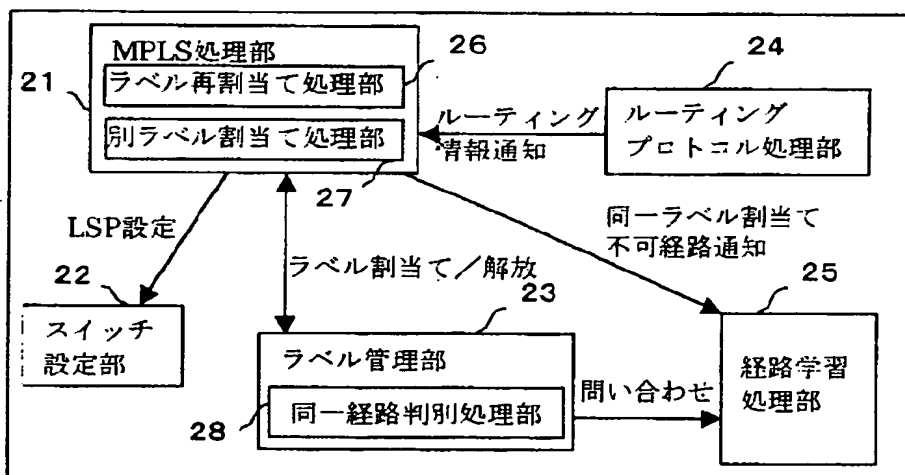 MPLS処理部
26
24
21
ラベル再割当て処理部
ルーティング
情報通知
ルーティング
プロトコル処理部
別ラベル割当て処理部
27
LSP設定
同一ラベル割当て
不可経路通知
22
ラベル割当て／解放
25
23
スイッチ
設定部
ラベル管理部
経路学習
処理部
問い合わせ
28
同一経路判別処理部